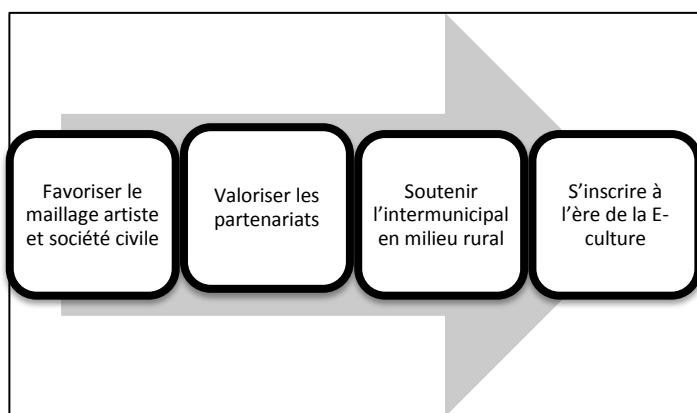 Favoriser le
maillage artiste
et société civile
Valoriser les
partenariats
Soutenir
l'intermunicipal
en milieu rural
S'inscrire à
l'ère de la E-
culture